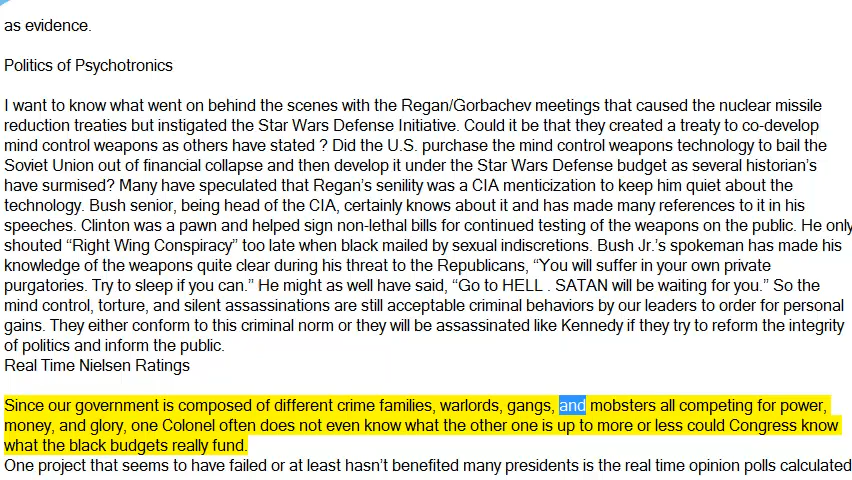 as evidence.
Politics of Psychotronics
I want to know what went on behind the scenes with the Regan/Gorbachev meetings that caused the nuclear missile
reduction treaties but instigated the Star Wars Defense Initiative. Could it be that they created a treaty to co-develop
mind control weapons as others have stated ? Did the U.S. purchase the mind control weapons technology to bail the
Soviet Union out of financial collapse and then develop it under the Star Wars Defense budget as several historian's
have surmised? Many have speculated that Regan's senility was a CIA menticization to keep him quiet about the
technology. Bush senior, being head of the CIA, certainly knows about it and has made many references to it in his
speeches. Clinton was a pawn and helped sign non-lethal bills for continued testing of the weapons on the public. He only
shouted “Right Wing Conspiracy” too late when black mailed by sexual indiscretions. Bush Jr.'s spokeman has made his
knowledge of the weapons quite clear during his threat to the Republicans, “You will suffer in your own private
purgatories. Try to sleep if you can.” He might as well have said, “Go to HELL . SATAN will be waiting for you.” So the
mind control, torture, and silent assassinations are still acceptable criminal behaviors by our leaders to order for personal
gains. They either conform to this criminal norm or they will be assassinated like Kennedy if they try to reform the integrity
of politics and inform the public.
Real Time Nielsen Ratings
Since our government is composed of different crime families, warlords, gangs, and mobsters all competing for power,
money, and glory, one Colonel often does not even know what the other one is up to more or less could Congress know
what the black budgets really fund.
One project that seems to have failed or at least hasn't benefited many presidents is the real time opinion polls calculated